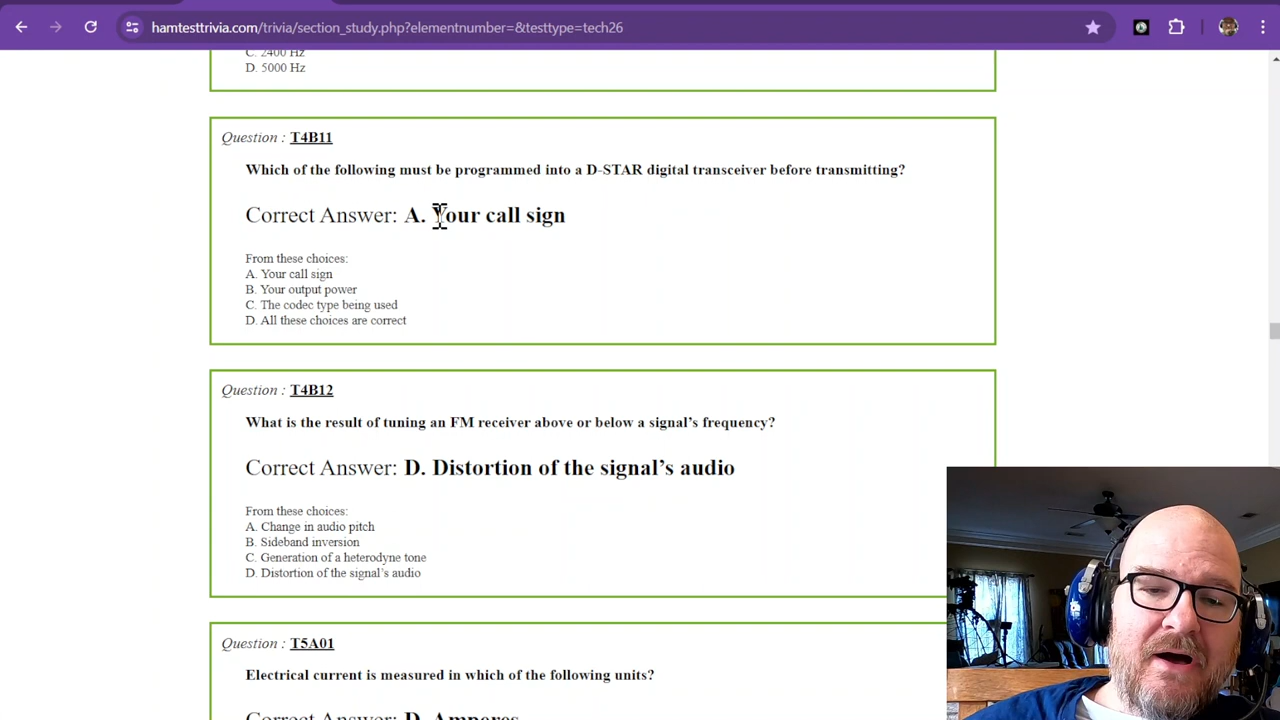 hamtesttrivia.com/trivia/section_study.php?elementnumber=&testtype=tech26
C. 2400 Hz
D. 5000 Hz
Question : T4B11
Which of the following must be programmed into a D-STAR digital transceiver before transmitting?
Correct Answer: A. Your call sign
From these choices:
A. Your call sign
B. Your output power
C. The codec type being used
D. All these choices are correct
Question : T4B12
What is the result of tuning an FM receiver above or below a signal’s frequency?
Correct Answer: D. Distortion of the signal’s audio
From these choices:
A. Change in audio pitch
B. Sideband inversion
C. Generation of a heterodyne tone
D. Distortion of the signal’s audio
Question : T5A01
Electrical current is measured in which of the following units?
Correct Answer: D. Amperes